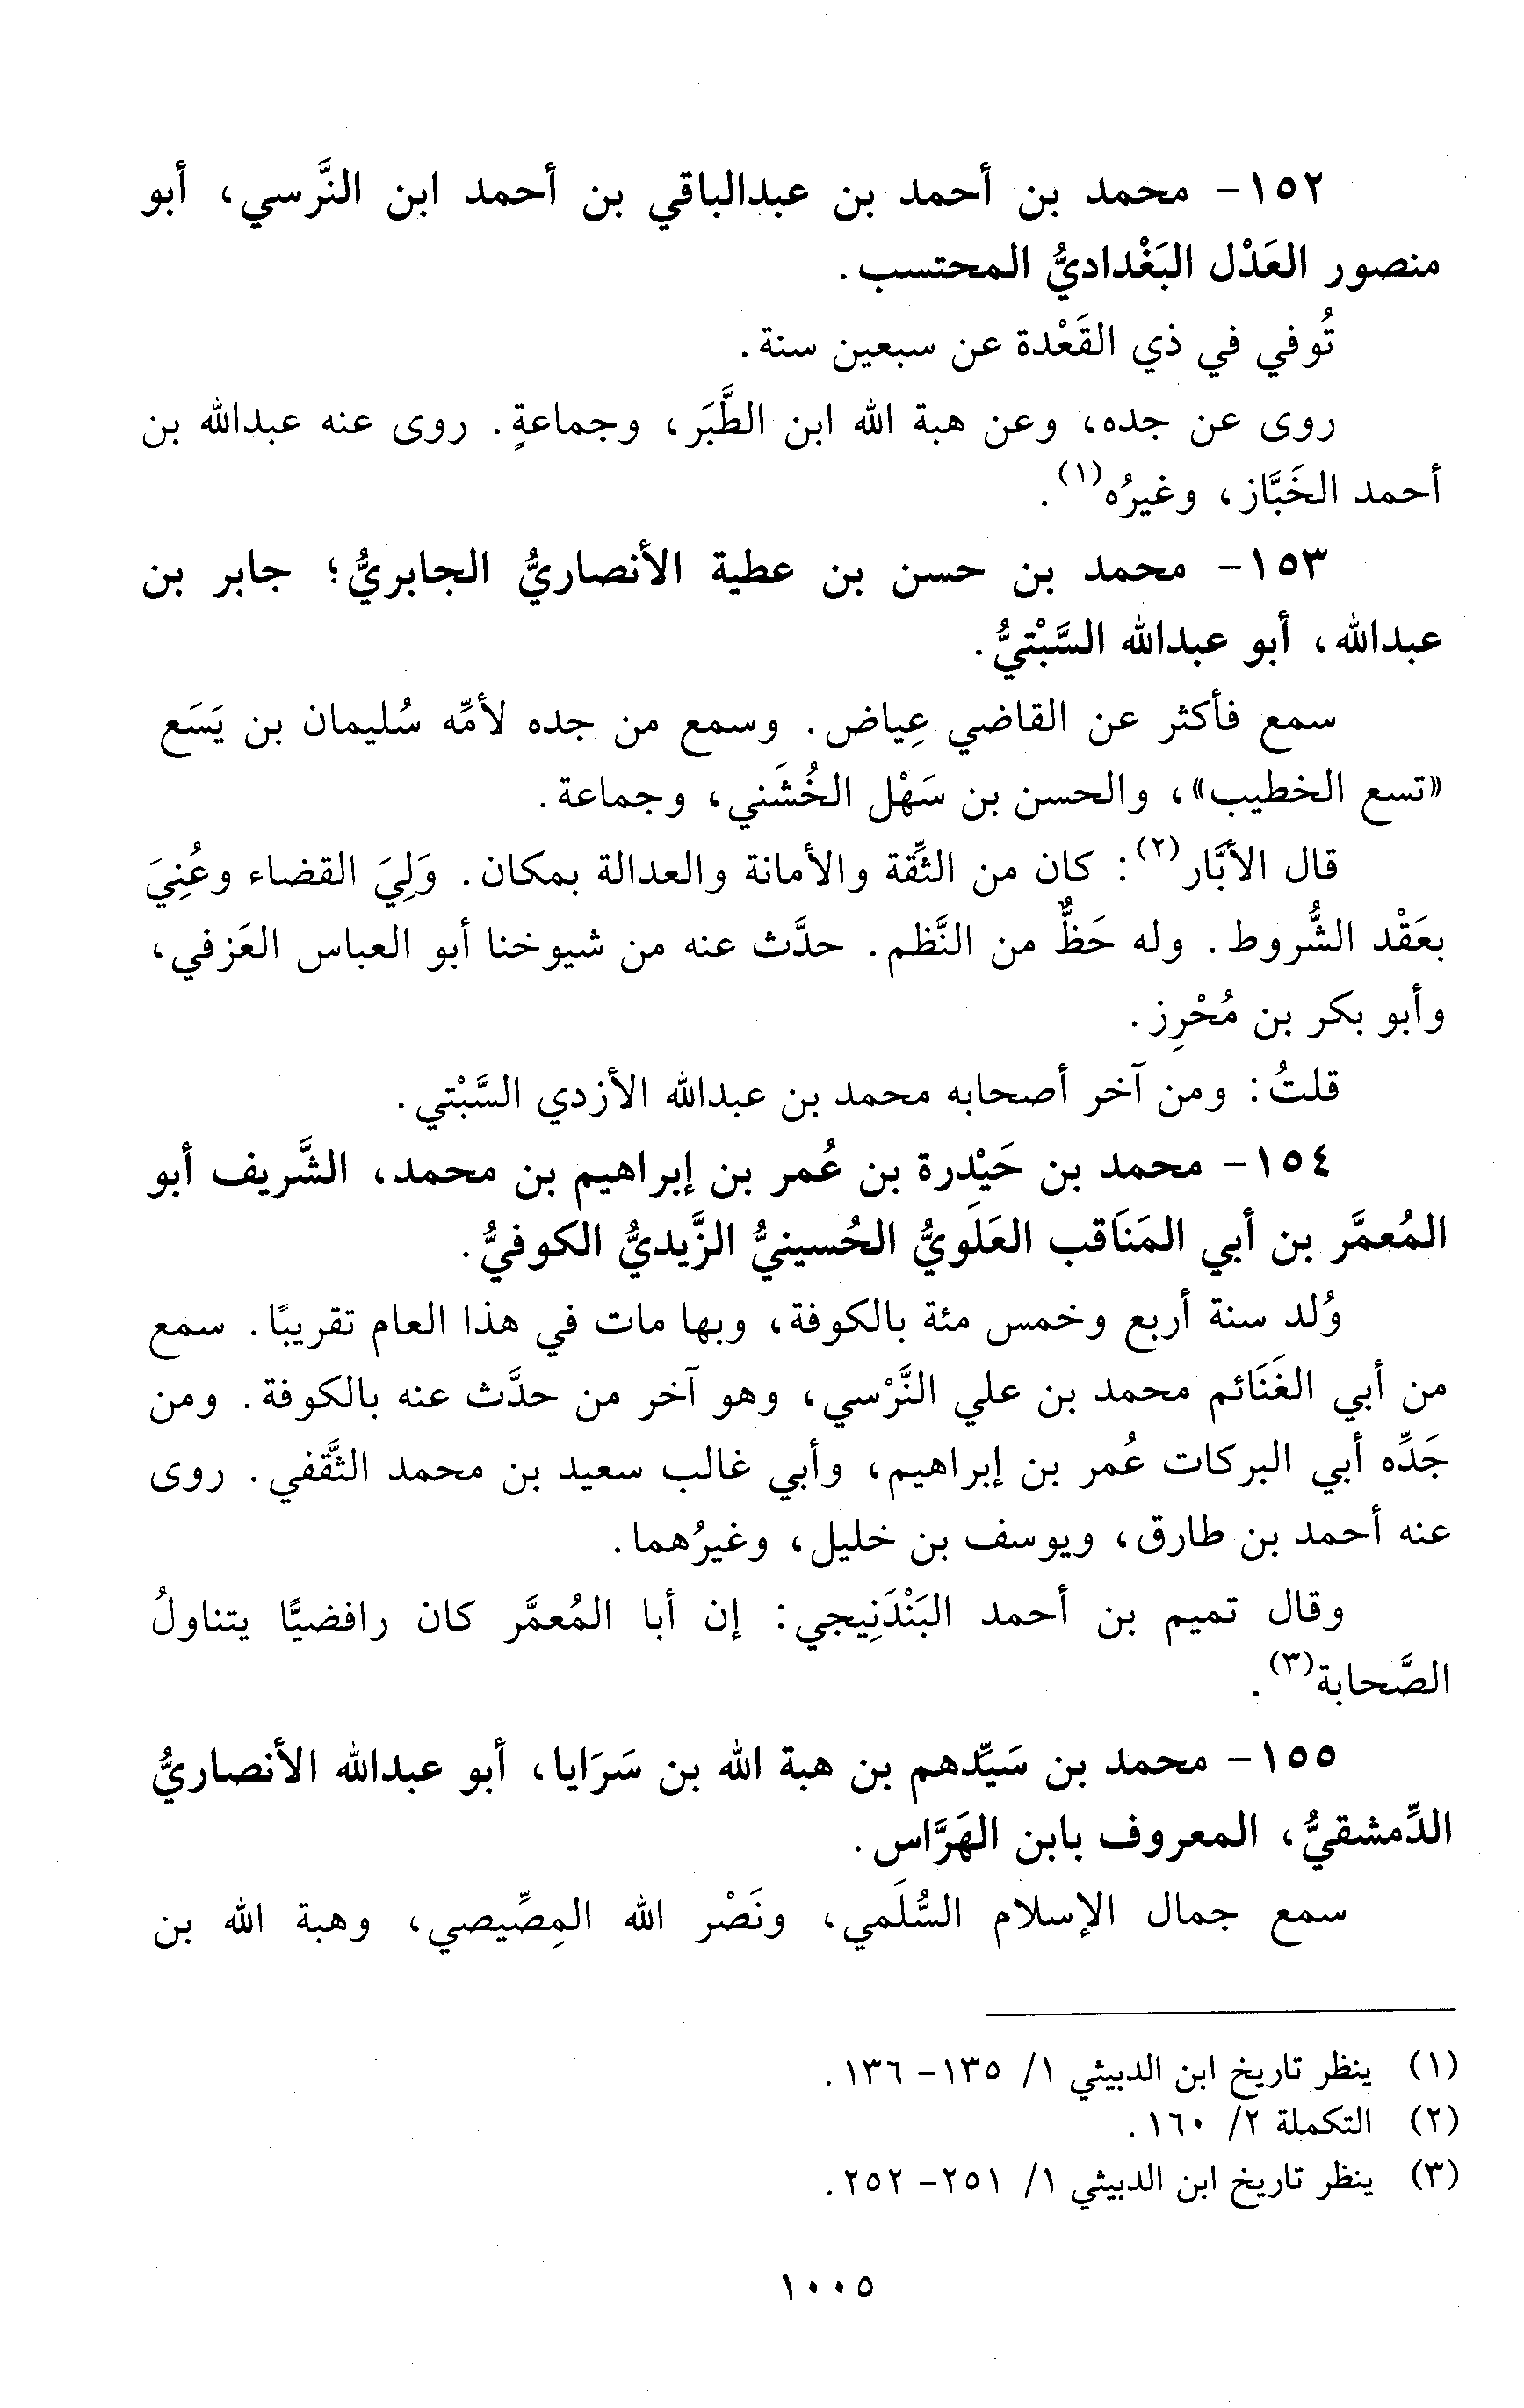 ١٥٢- محمد بن أحمد بن عبدالباقي بن أحمد ابن النَّرسي، أبو
منصور العَدْل البَغْداديُّ المحتسب.
تُوفي في ذي القَعْدة عن سبعين سنة.
روى عن جده، وعن هبة الله ابن الطَّبَر، وجماعةٍ. روى عنه عبدالله بن
أحمد الخَبَّاز، وغيرُه(١).
١٥٣- محمد بن حسن بن عطية الأنصاريُّ الجابريُّ؛ جابر بن
عبدالله، أبو عبدالله السَّبْتيُّ.
سمع فأكثر عن القاضي عِياض. وسمع من جده لأمِّه سُليمان بن يَسَع
«تسع الخطيب»، والحسن بن سَهْل الخُشَني، وجماعة.
قال الأبَّار(٢): كان من الثِّقة والأمانة والعدالة بمكان. وَلِيَ القضاء وعُنِيَ
بعَقْد الشُّروط. وله حَظٌّ من النَّظم. حدَّث عنه من شيوخنا أبو العباس العَزفي،
وأبو بكر بن مُحْرِز.
قلتُ: ومن آخر أصحابه محمد بن عبدالله الأزدي السَّبْتي.
١٥٤- محمد بن حَيْدرة بن عُمر بن إبراهيم بن محمد، الشَّريف أبو
المُعمَّر بن أبي المَنَاقب العَلَويُّ الحُسينيُّ الزَّيديُّ الكوفيُّ.
وُلد سنة أربع وخمس مئة بالكوفة، وبها مات في هذا العام تقريبًا. سمع
من أبي الغَنَائم محمد بن علي النَّرْسي، وهو آخر من حدَّث عنه بالكوفة. ومن
جَدِّه أبي البركات عُمر بن إبراهيم، وأبي غالب سعيد بن محمد الثَّقفي. روى
عنه أحمد بن طارق، ويوسف بن خليل، وغيرُهما.
وقال تميم بن أحمد البَنْدَنِيجي: إن أبا المُعمَّر كان رافضيًّا يتناولُ
الصَّحابة(٣).
١٥٥- محمد بن سَيِّدهم بن هبة الله بن سَرَايا، أبو عبدالله الأنصاريُّ
الدِّمشقيُّ، المعروف بابن الهَرَّاس.
سمع جمال الإسلام السُّلَمي، ونَصْر الله المِصِّيصي، وهبة الله بن
(١) ينظر تاريخ ابن الدبيثي ١/ ١٣٥- ١٣٦.
(٢) التكملة ٢/ ١٦٠.
(٣) ينظر تاريخ ابن الدبيثي ١/ ٢٥١- ٢٥٢.
١٠٠٥